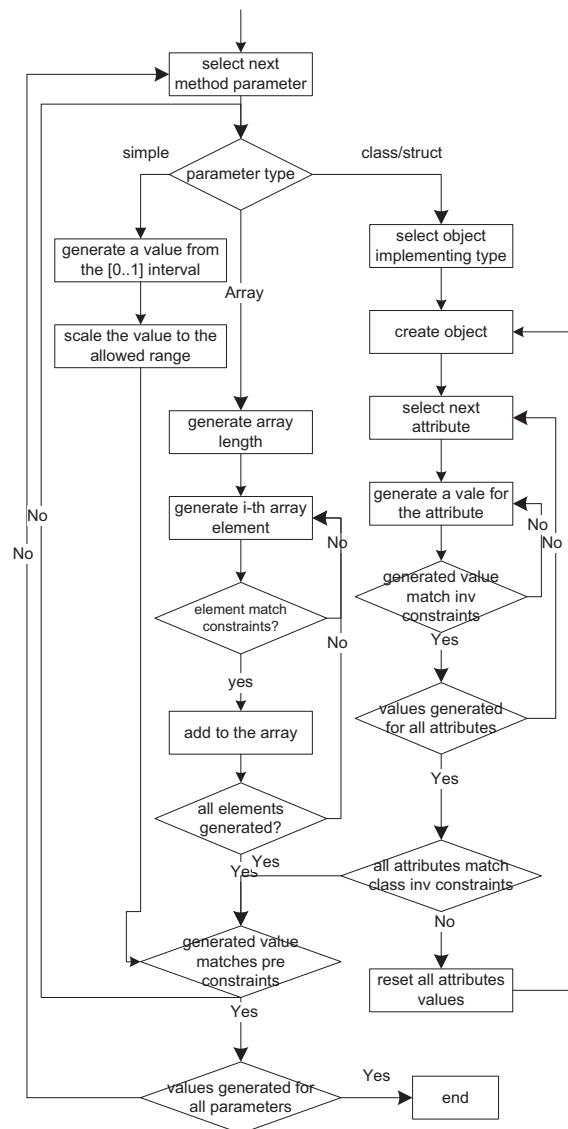 select next
method parameter
simple
class/struct
parameter type
generate a value from
the [0..1] interval
select object
implementing type
Array
scale the value to the
allowed range
create object
generate array
length
select next
attribute
generate i-th array
element
generate a vale for
the attribute
No
No
No
No
No
element match
constraints?
generated value
match inv
constraints
No
Yes
yes
values generated
for all attributes
add to the array
Yes
all elements
generated?
Yes
Yes
all attributes match
class inv constraints
No
generated value
matches pre
constraints
reset all attributes
values
Yes
values generated for
all parameters
Yes
end